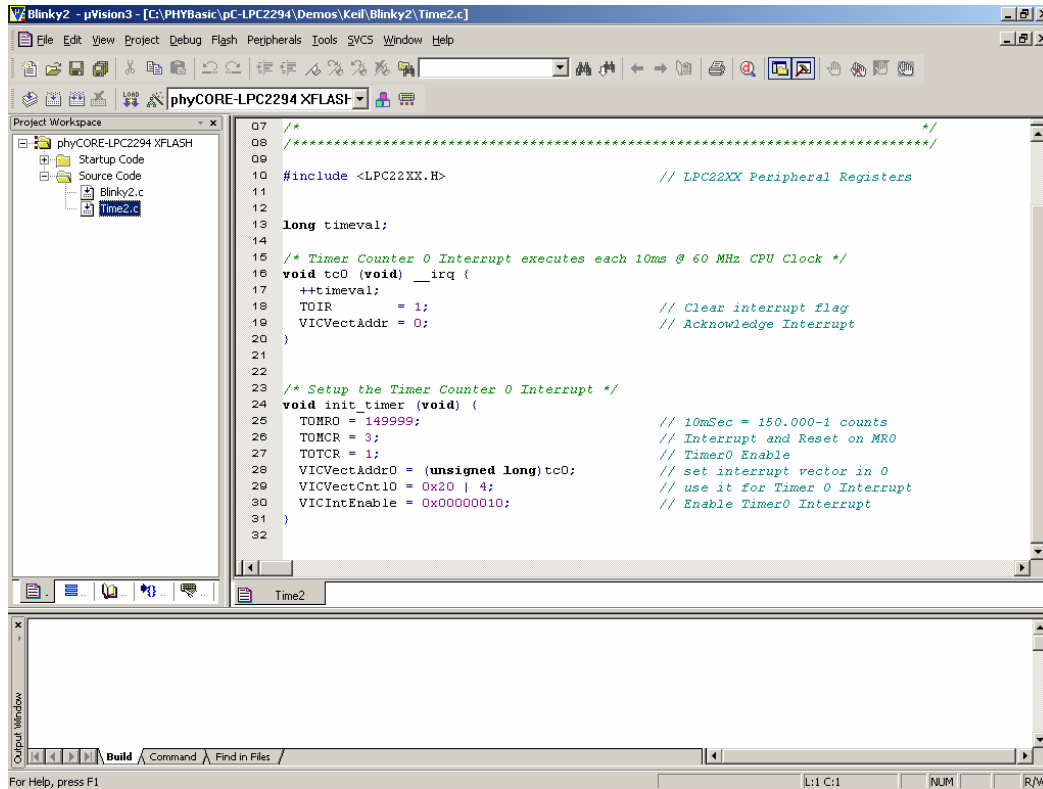 Blinky2 - µVision3 - [C:\PHYBasic\pC-LPC2294\Demos\Keil\Blinky2\Time2.c]
File Edit View Project Debug Flash Peripherals Tools SVCS Window Help
LOAD phyCORE-LPC2294 XFLASH
Project Workspace
phyCORE-LPC2294 XFLASH
Startup Code
Source Code
Blinky2.c
Time2.c
07 /* */
08 /******************************************************************************/
09
10 #include <LPC22XX.H> // LPC22XX Peripheral Registers
11
12
13 long timeval;
14
15 /* Timer Counter 0 Interrupt executes each 10ms @ 60 MHz CPU Clock */
16 void tc0 (void) __irq {
17 ++timeval;
18 T0IR = 1; // Clear interrupt flag
19 VICVectAddr = 0; // Acknowledge Interrupt
20 }
21
22
23 /* Setup the Timer Counter 0 Interrupt */
24 void init_timer (void) {
25 T0MR0 = 149999; // 10mSec = 150.000-1 counts
26 T0MCR = 3; // Interrupt and Reset on MR0
27 T0TCR = 1; // Timer0 Enable
28 VICVectAddr0 = (unsigned long)tc0; // set interrupt vector in 0
29 VICVectCntl0 = 0x20 | 4; // use it for Timer 0 Interrupt
30 VICIntEnable = 0x00000010; // Enable Timer0 Interrupt
31 }
32
Time2
Output Window
Build Command Find in Files
For Help, press F1 L:1 C:1 NUM R/W